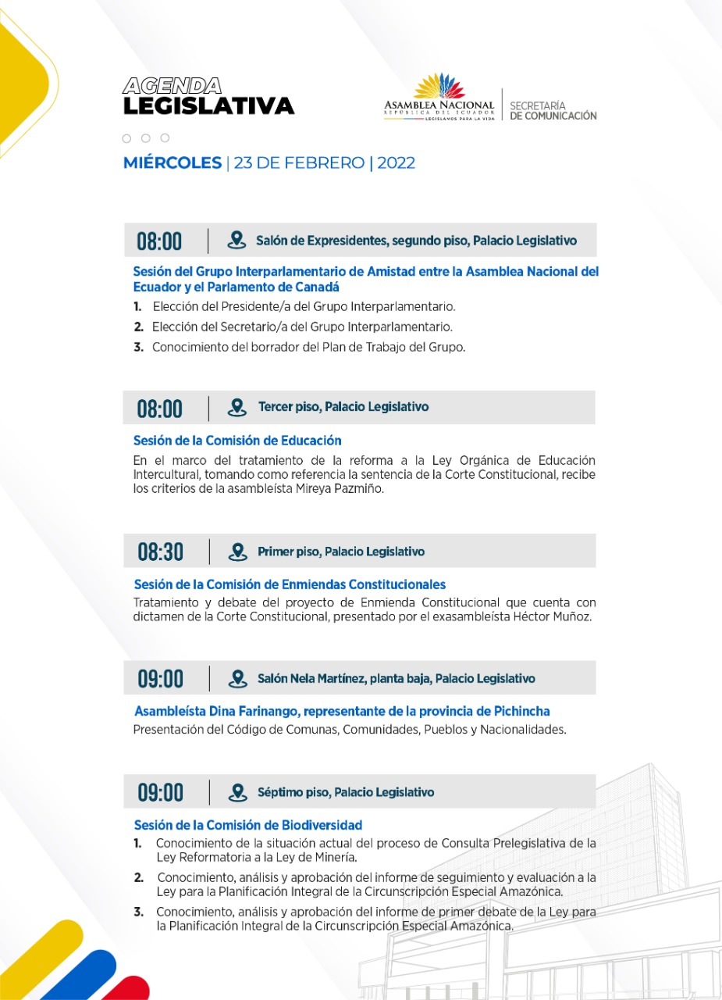 AGENDA
LEGISLATIVA
ASAMBLEA NACIONAL
REPÚBLICA DEL ECUADOR
LEGISLAMOS PARA LA VIDA
SECRETARÍA
DE COMUNICACIÓN
MIÉRCOLES | 23 DE FEBRERO | 2022
08:00 | Salón de Expresidentes, segundo piso, Palacio Legislativo
Sesión del Grupo Interparlamentario de Amistad entre la Asamblea Nacional del
Ecuador y el Parlamento de Canadá
1. Elección del Presidente/a del Grupo Interparlamentario.
2. Elección del Secretario/a del Grupo Interparlamentario.
3. Conocimiento del borrador del Plan de Trabajo del Grupo.
08:00 | Tercer piso, Palacio Legislativo
Sesión de la Comisión de Educación
En el marco del tratamiento de la reforma a la Ley Orgánica de Educación
Intercultural, tomando como referencia la sentencia de la Corte Constitucional, recibe
los criterios de la asambleísta Mireya Pazmiño.
08:30 | Primer piso, Palacio Legislativo
Sesión de la Comisión de Enmiendas Constitucionales
Tratamiento y debate del proyecto de Enmienda Constitucional que cuenta con
dictamen de la Corte Constitucional, presentado por el exasambleísta Héctor Muñoz.
09:00 | Salón Nela Martínez, planta baja, Palacio Legislativo
Asambleísta Dina Farinango, representante de la provincia de Pichincha
Presentación del Código de Comunas, Comunidades, Pueblos y Nacionalidades.
09:00 | Séptimo piso, Palacio Legislativo
Sesión de la Comisión de Biodiversidad
1. Conocimiento de la situación actual del proceso de Consulta Prelegislativa de la
Ley Reformatoria a la Ley de Minería.
2. Conocimiento, análisis y aprobación del informe de seguimiento y evaluación a la
Ley para la Planificación Integral de la Circunscripción Especial Amazónica.
3. Conocimiento, análisis y aprobación del informe de primer debate de la Ley para
la Planificación Integral de la Circunscripción Especial Amazónica.